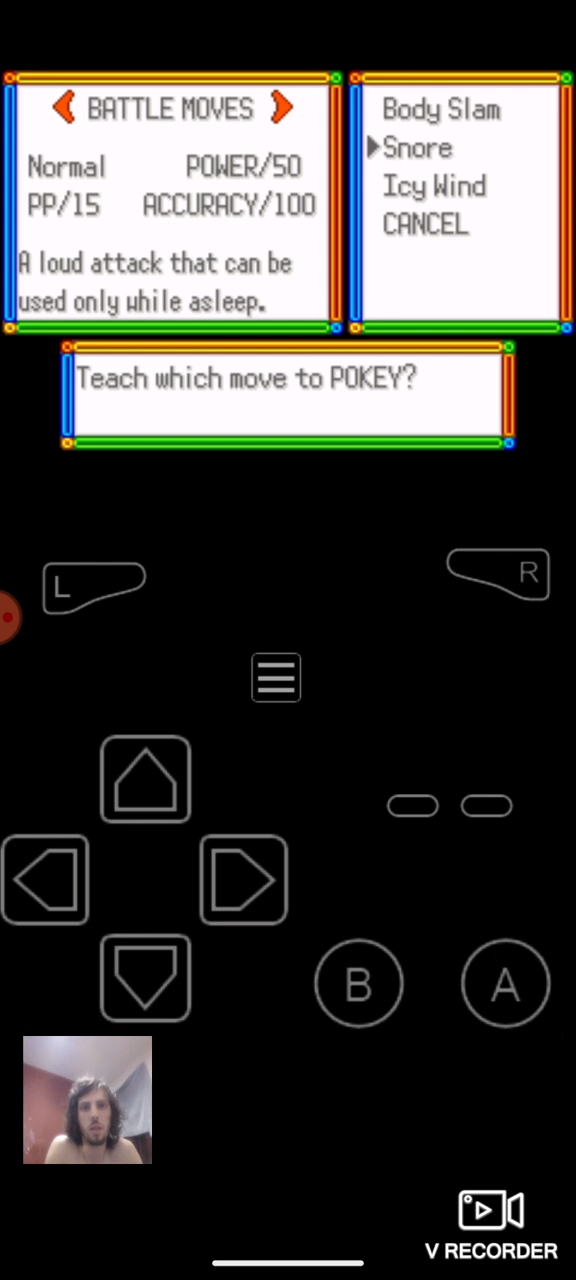 BATTLE MOVES
Normal POWER/50
PP/15 ACCURACY/100
A loud attack that can be
used only while asleep.
Body Slam
Snore
Icy Wind
CANCEL
Teach which move to POKEY?
L
R
B A
V RECORDER